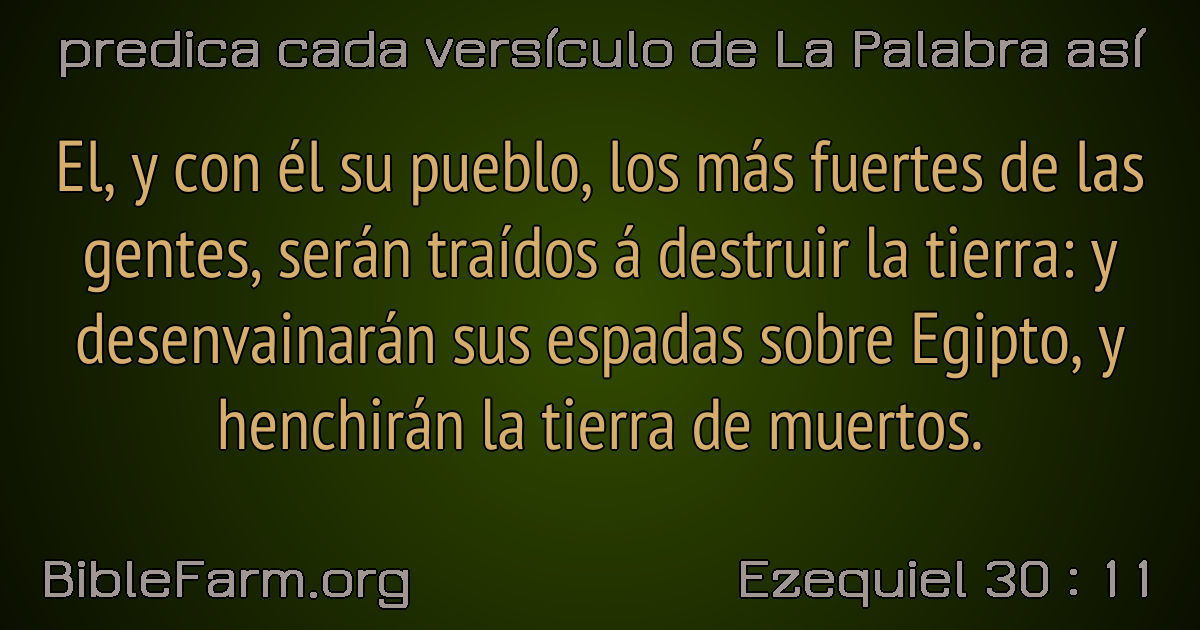 predica cada versículo de La Palabra así
El, y con él su pueblo, los más fuertes de las
gentes, serán traídos á destruir la tierra: y
desenvainarán sus espadas sobre Egipto, y
henchirán la tierra de muertos.
BibleFarm.org
Ezequiel 30 : 11